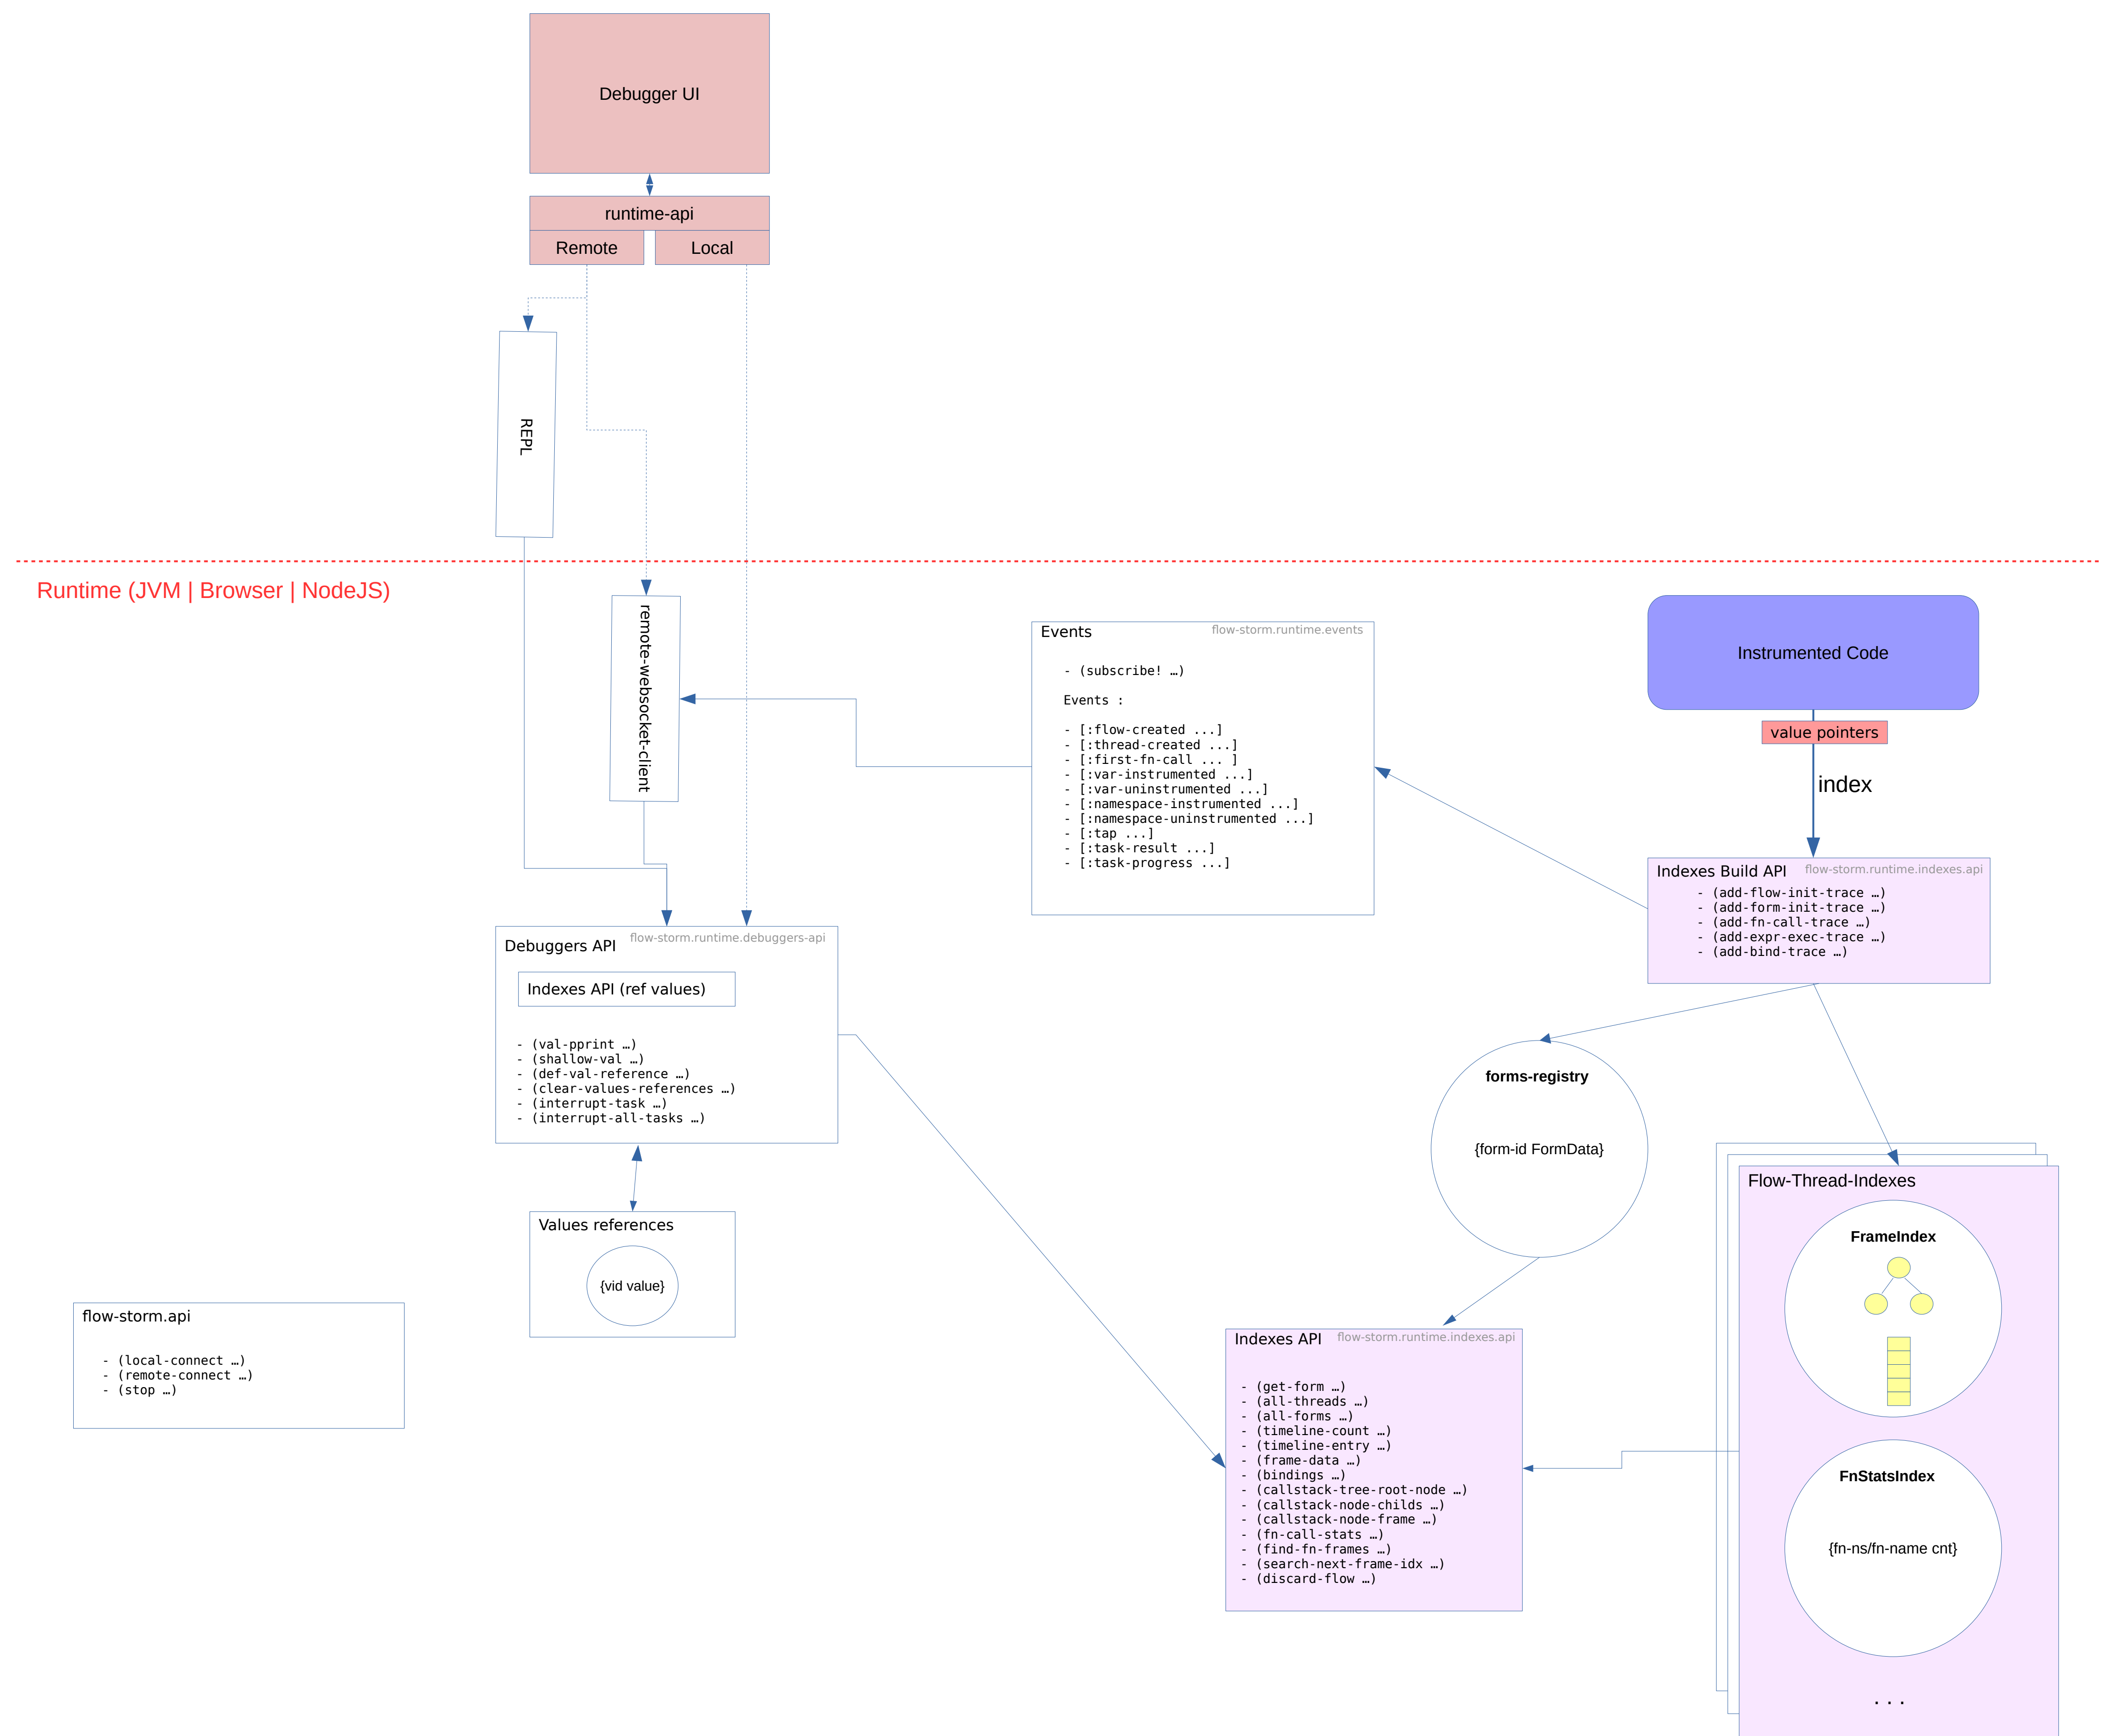 Debugger UI
runtime-api
Remote
Local
REPL
Runtime (JVM | Browser | NodeJS)
remote-websocket-client
Events
flow-storm.runtime.events
- (subscribe! …)
Events :
- [:flow-created ...]
- [:thread-created ...]
- [:first-fn-call ... ]
- [:var-instrumented ...]
- [:var-uninstrumented ...]
- [:namespace-instrumented ...]
- [:namespace-uninstrumented ...]
- [:tap ...]
- [:task-result ...]
- [:task-progress ...]
Instrumented Code
value pointers
index
Indexes Build API
flow-storm.runtime.indexes.api
- (add-flow-init-trace …)
- (add-form-init-trace …)
- (add-fn-call-trace …)
- (add-expr-exec-trace …)
- (add-bind-trace …)
Debuggers API
flow-storm.runtime.debuggers-api
Indexes API (ref values)
- (val-pprint …)
- (shallow-val …)
- (def-val-reference …)
- (clear-values-references …)
- (interrupt-task …)
- (interrupt-all-tasks …)
forms-registry
{form-id FormData}
Values references
{vid value}
flow-storm.api
- (local-connect …)
- (remote-connect …)
- (stop …)
Indexes API
flow-storm.runtime.indexes.api
- (get-form …)
- (all-threads …)
- (all-forms …)
- (timeline-count …)
- (timeline-entry …)
- (frame-data …)
- (bindings …)
- (callstack-tree-root-node …)
- (callstack-node-childs …)
- (callstack-node-frame …)
- (fn-call-stats …)
- (find-fn-frames …)
- (search-next-frame-idx …)
- (discard-flow …)
Flow-Thread-Indexes
FrameIndex
FnStatsIndex
{fn-ns/fn-name cnt}
. . .